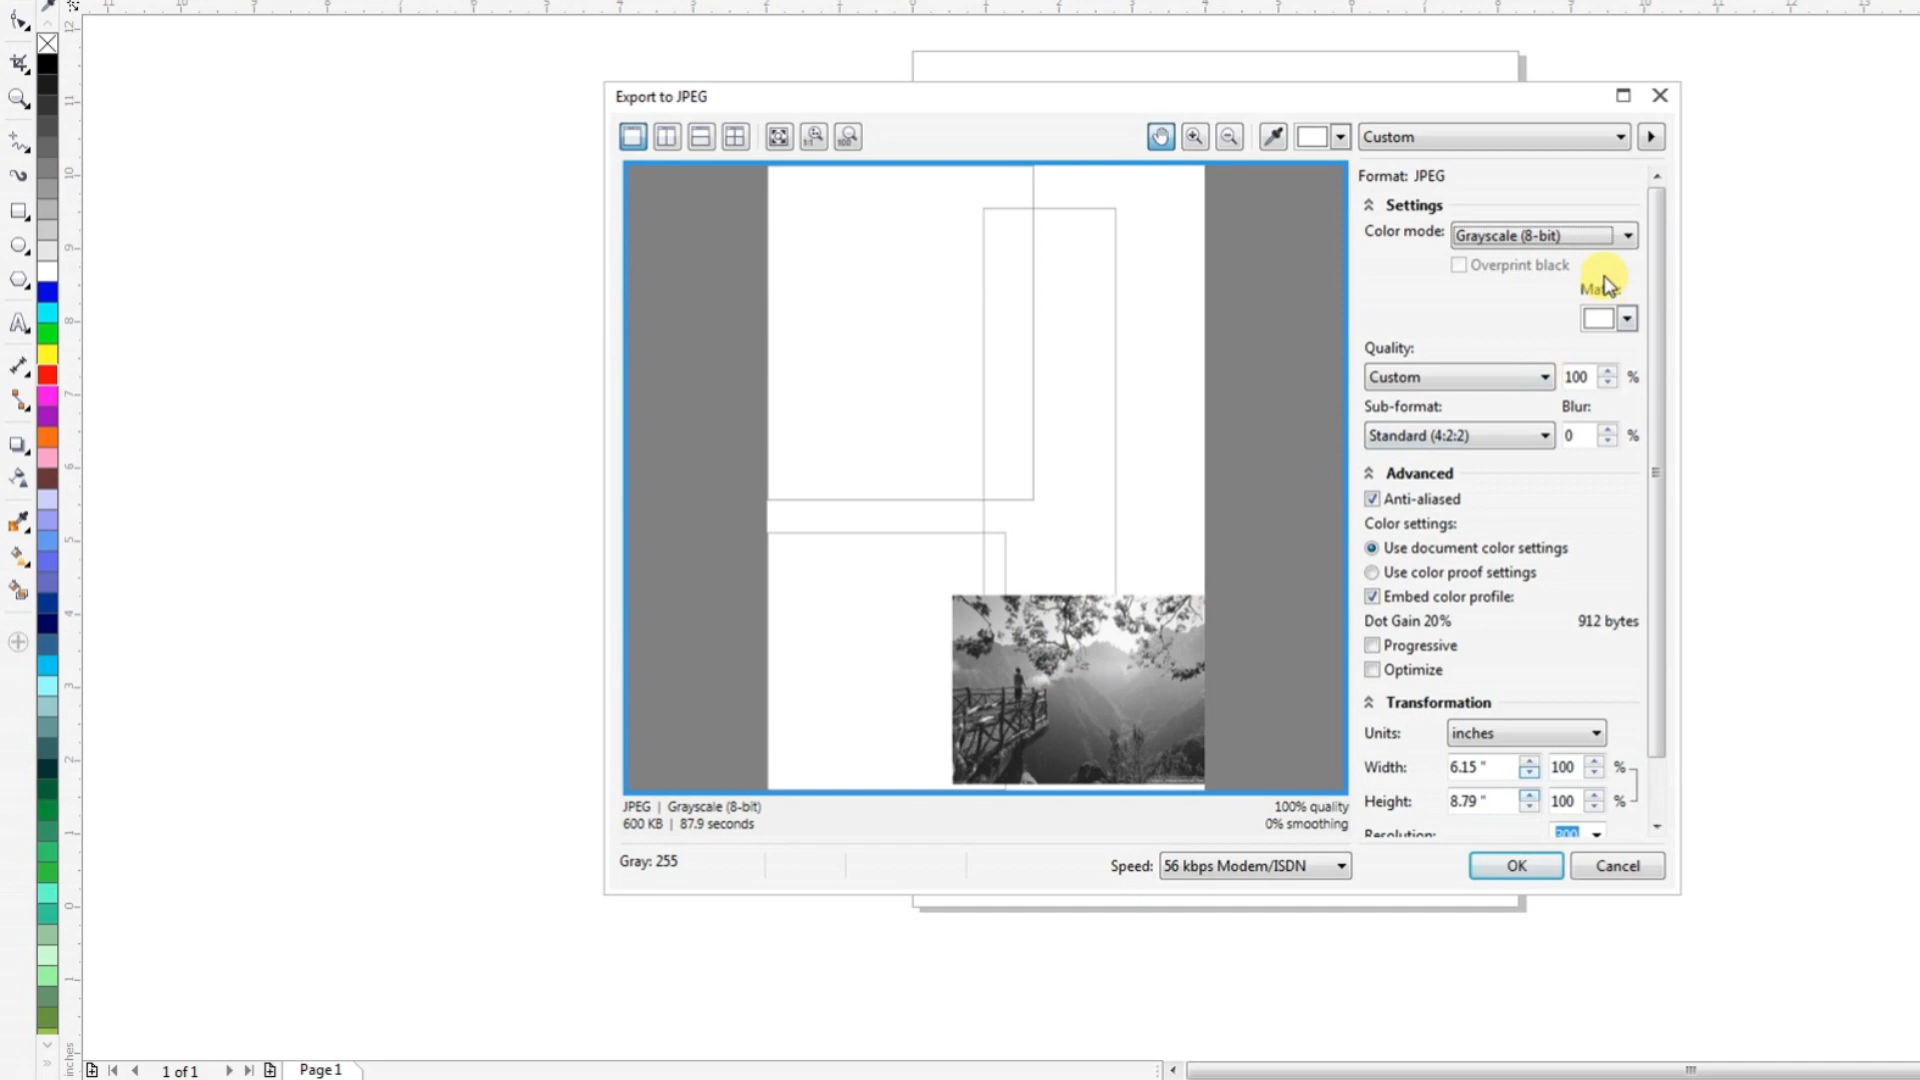 Export to JPEG
Custom
Format: JPEG
Settings
Color mode: Grayscale (8-bit)
Overprint black
Quality:
Custom 100 %
Sub-format: Blur:
Standard (4:2:2) 0 %
Advanced
Anti-aliased
Color settings:
Use document color settings
Use color proof settings
Embed color profile:
Dot Gain 20% 912 bytes
Progressive
Optimize
Transformation
Units: inches
Width: 6.15 " 100 %
Height: 8.79 " 100 %
Resolution: 300
JPEG | Grayscale (8-bit) 100% quality
600 KB | 87.9 seconds 0% smoothing
Gray: 255
Speed: 56 kbps Modem/ISDN
OK
Cancel
1 of 1
Page 1
inches